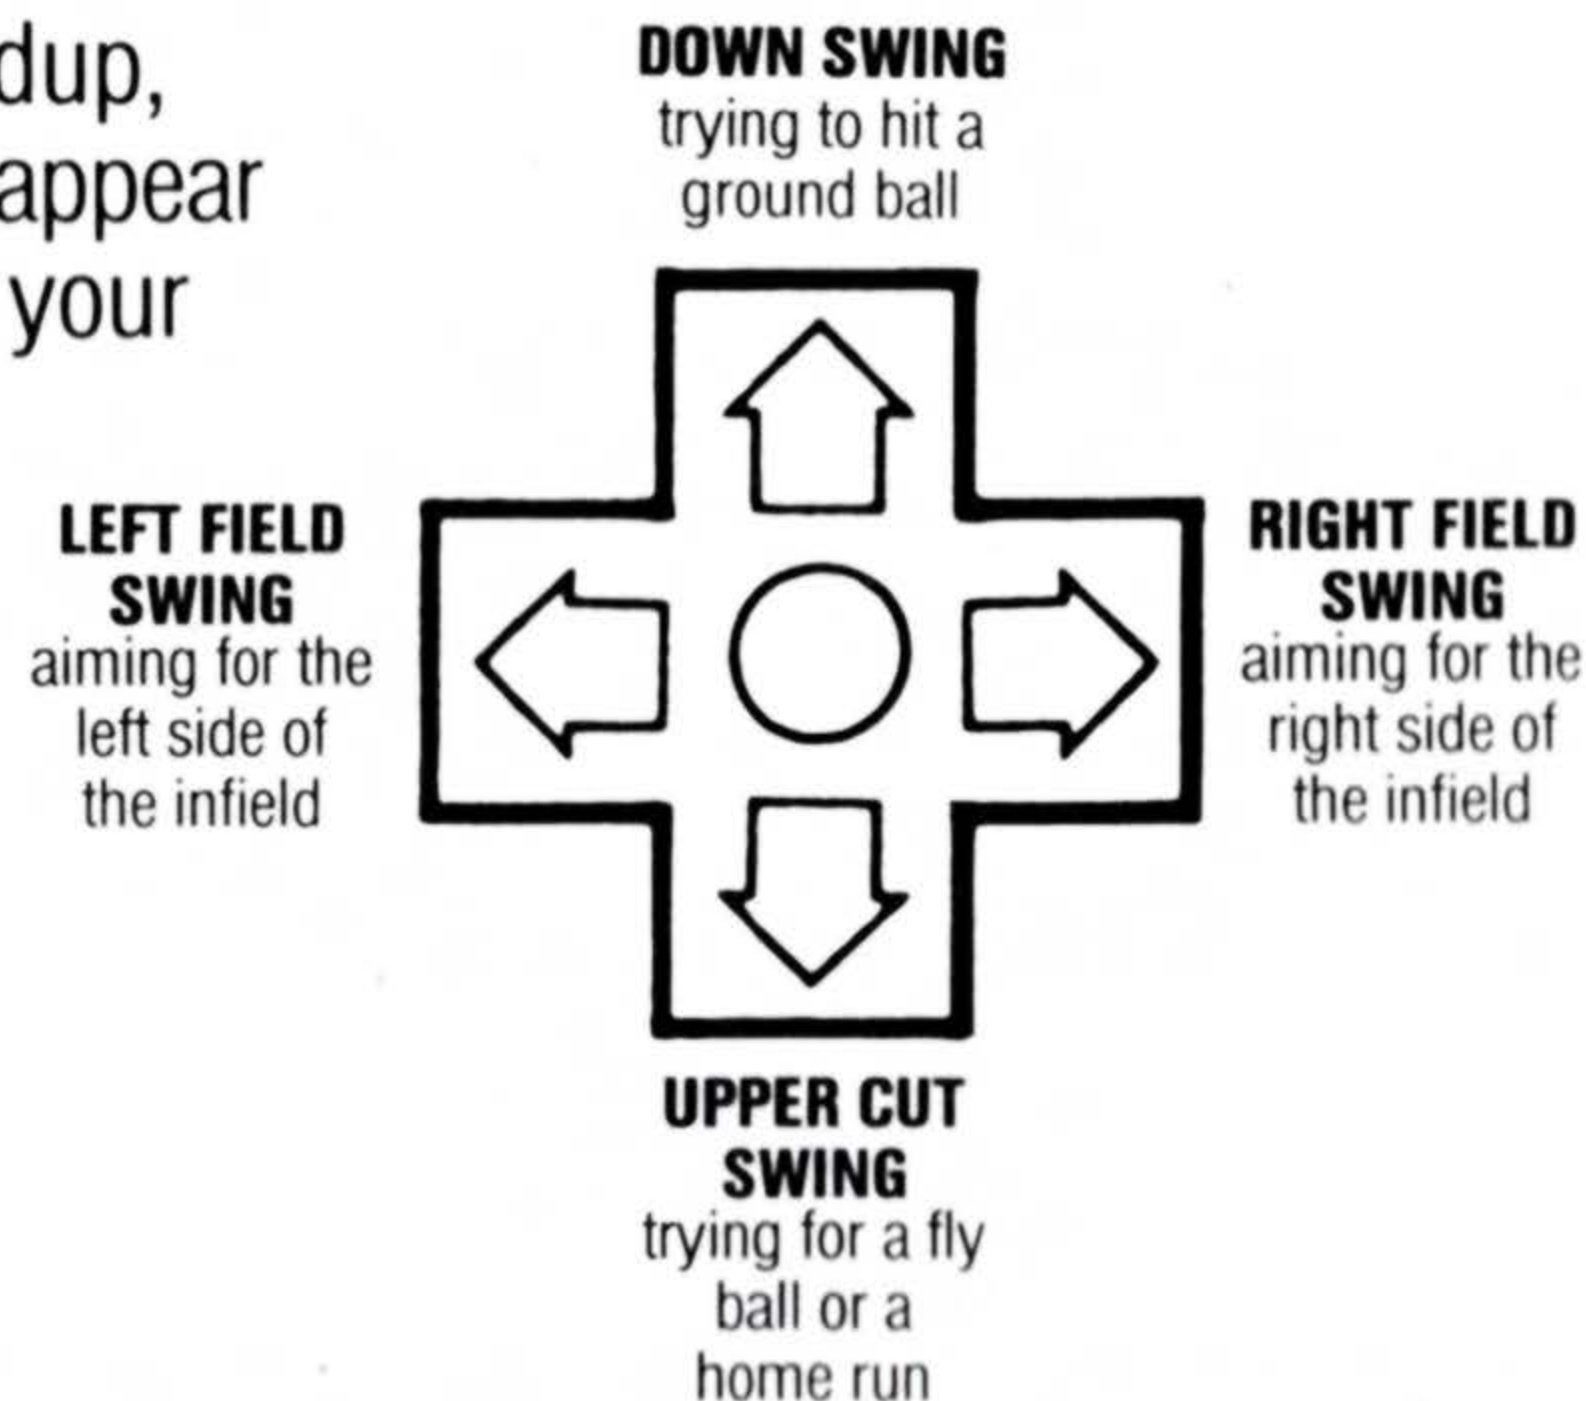 dup,
appear
your
DOWN SWING
trying to hit a
ground ball
LEFT FIELD
SWING
aiming for the
left side of
the infield
RIGHT FIELD
SWING
aiming for the
right side of
the infield
UPPER CUT
SWING
trying for a fly
ball or a
home run